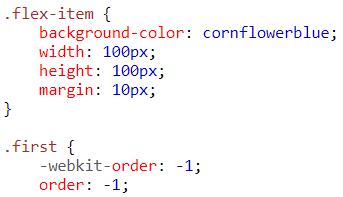 .flex-item {
    background-color: cornflowerblue;
    width: 100px;
    height: 100px;
    margin: 10px;
}

.first {
    -webkit-order: -1;
    order: -1;